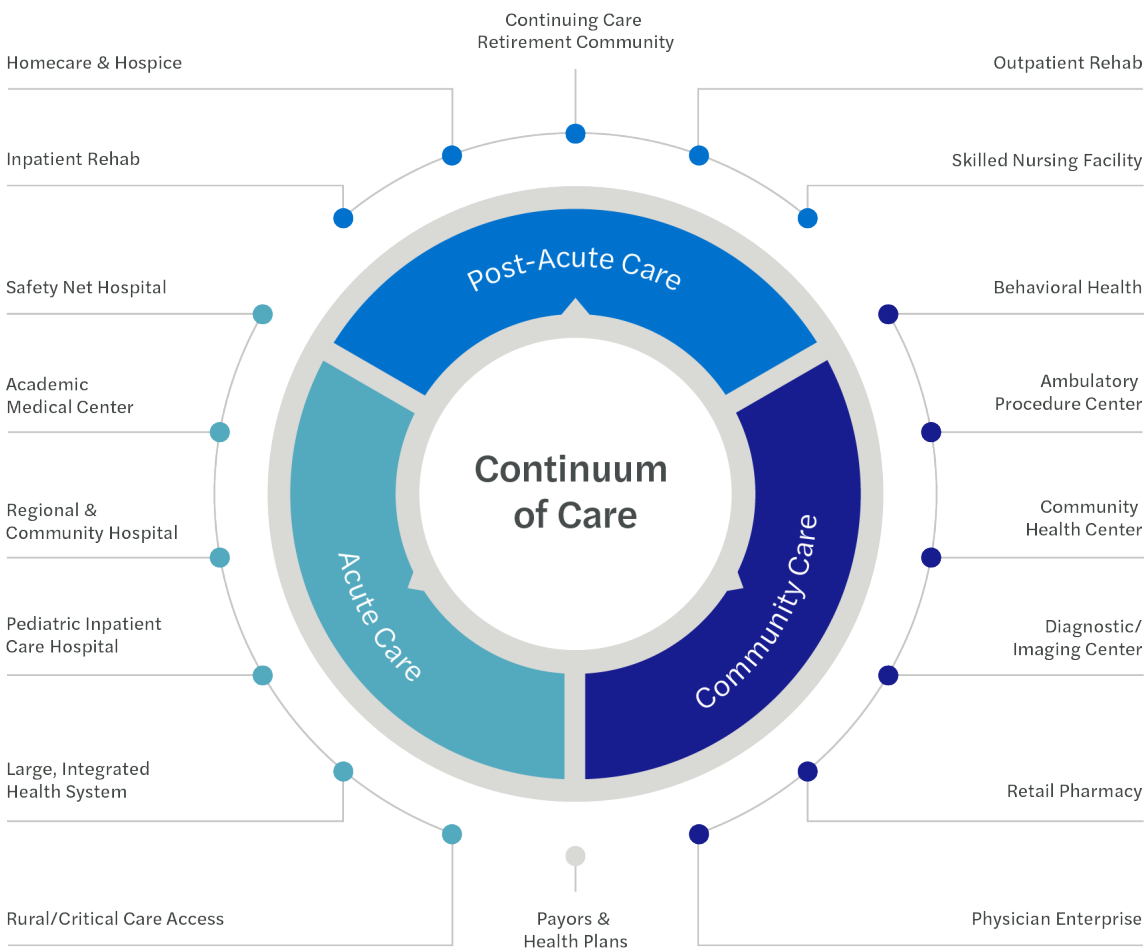 Continuing Care
Retirement Community
Homecare & Hospice
Outpatient Rehab
Inpatient Rehab
Skilled Nursing Facility
Post-Acute Care
Safety Net Hospital
Behavioral Health
Academic
Medical Center
Ambulatory
Procedure Center
Continuum
of Care
Regional &
Community Hospital
Community
Health Center
Acute Care
Community Care
Pediatric Inpatient
Care Hospital
Diagnostic/
Imaging Center
Large, Integrated
Health System
Retail Pharmacy
Rural/Critical Care Access
Payors &
Health Plans
Physician Enterprise